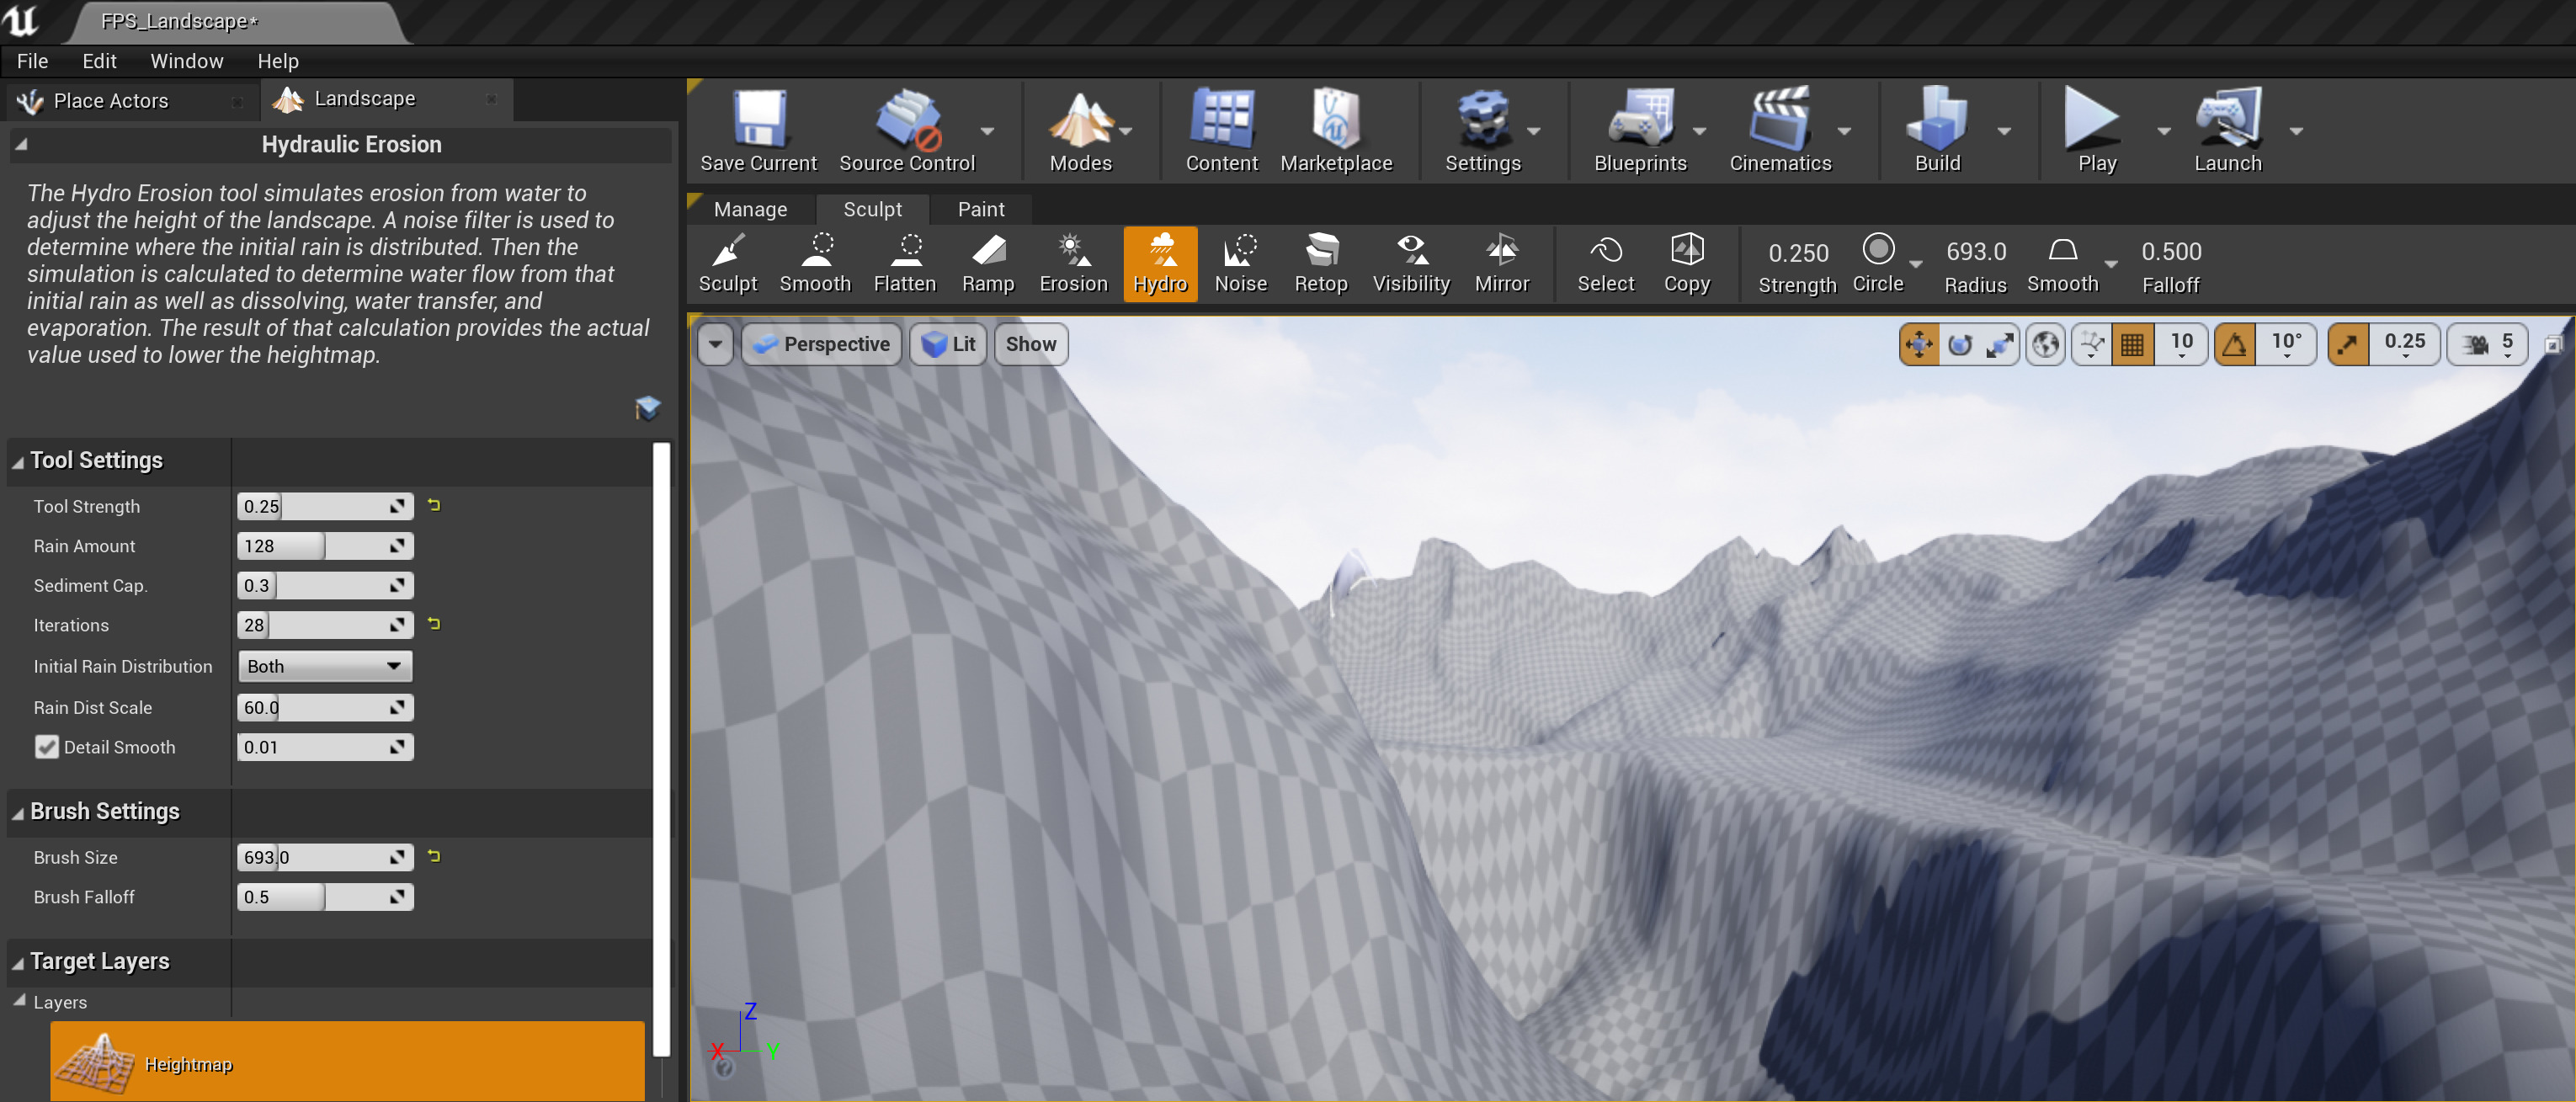 FPS_Landscape*
File Edit Window Help
Place Actors Landscape
Hydraulic Erosion
The Hydro Erosion tool simulates erosion from water to
adjust the height of the landscape. A noise filter is used to
determine where the initial rain is distributed. Then the
simulation is calculated to determine water flow from that
initial rain as well as dissolving, water transfer, and
evaporation. The result of that calculation provides the actual
value used to lower the heightmap.
Tool Settings
Tool Strength 0.25
Rain Amount 128
Sediment Cap. 0.3
Iterations 28
Initial Rain Distribution Both
Rain Dist Scale 60.0
Detail Smooth 0.01
Brush Settings
Brush Size 693.0
Brush Falloff 0.5
Target Layers
Layers
Heightmap
Save Current Source Control Modes Content Marketplace Settings Blueprints Cinematics Build Play Launch
Manage Sculpt Paint
0.250 693.0 0.500
Sculpt Smooth Flatten Ramp Erosion Hydro Noise Retop Visibility Mirror Select Copy Strength Circle Radius Smooth Falloff
Perspective Lit Show 10 10° 0.25 5
Z
X Y
?